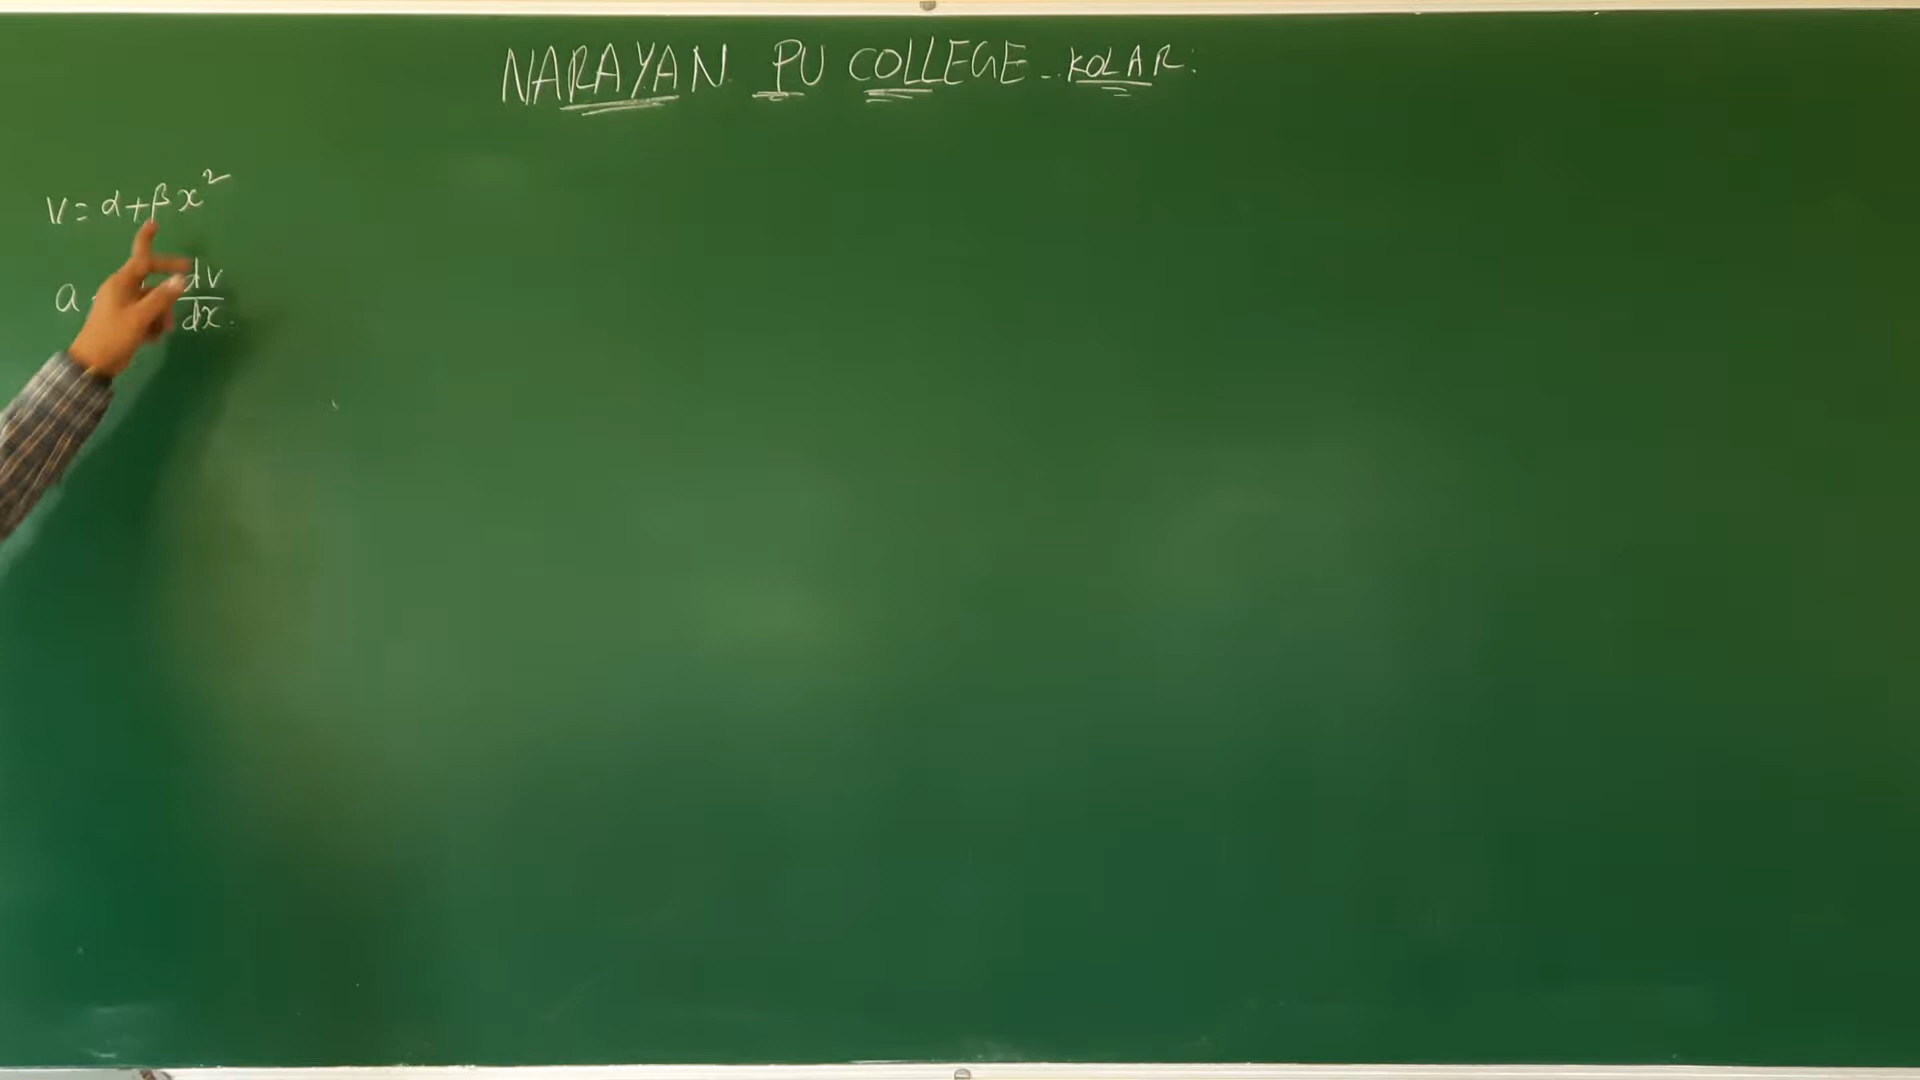 NARAYAN PU COLLEGE - KOLAR:
V = α + βx²
a dv/dx.